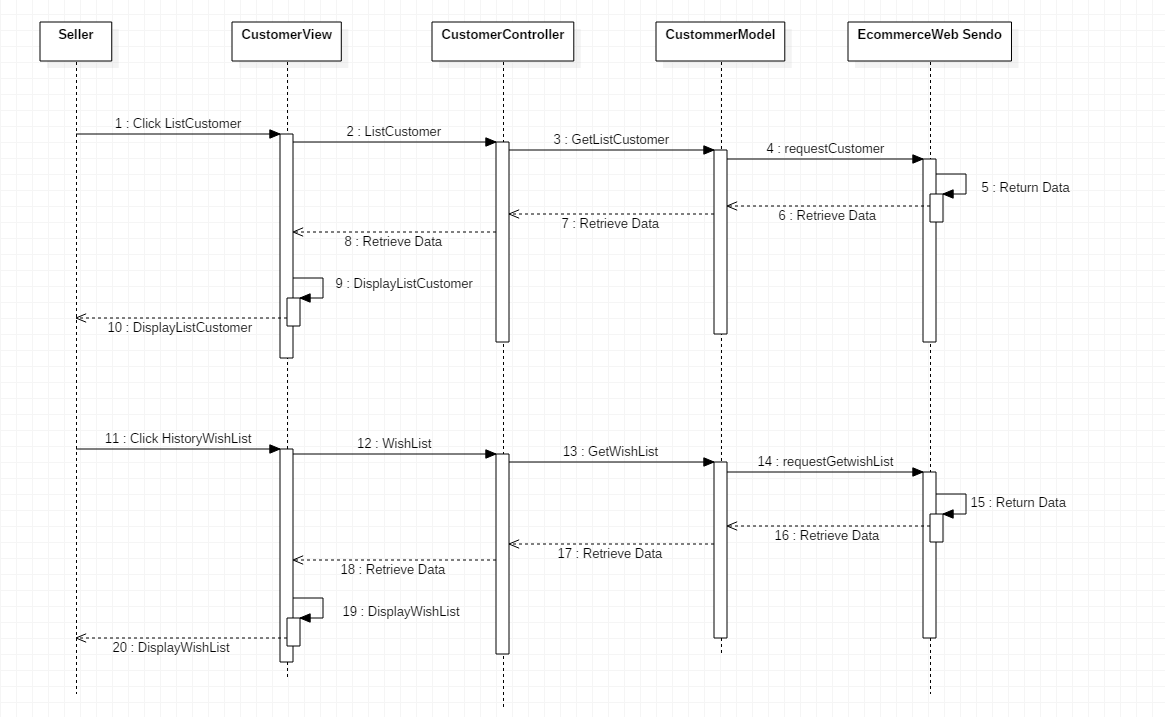 Seller
CustomerView
CustomerController
CustommerModel
EcommerceWeb Sendo
1 : Click ListCustomer
2 : ListCustomer
3 : GetListCustomer
4 : requestCustomer
5 : Return Data
6 : Retrieve Data
7 : Retrieve Data
8 : Retrieve Data
9 : DisplayListCustomer
10 : DisplayListCustomer
11 : Click HistoryWishList
12 : WishList
13 : GetWishList
14 : requestGetwishList
15 : Return Data
16 : Retrieve Data
17 : Retrieve Data
18 : Retrieve Data
19 : DisplayWishList
20 : DisplayWishList